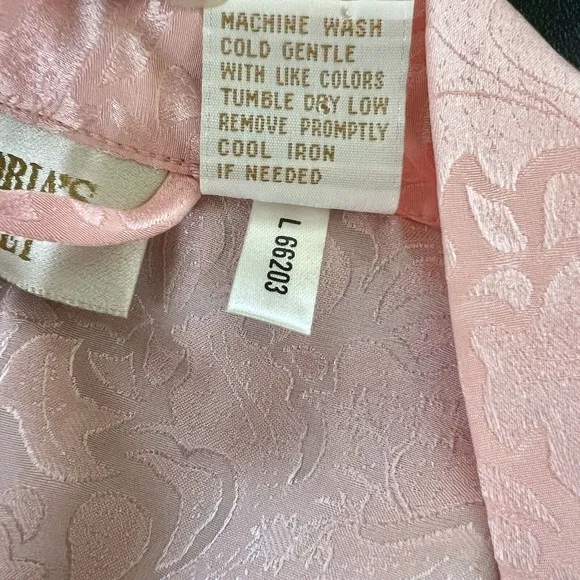 MACHINE WASH
COLD GENTLE
WITH LIKE COLORS
TUMBLE DRY LOW
REMOVE PROMPTLY
COOL IRON
IF NEEDED
L 66203